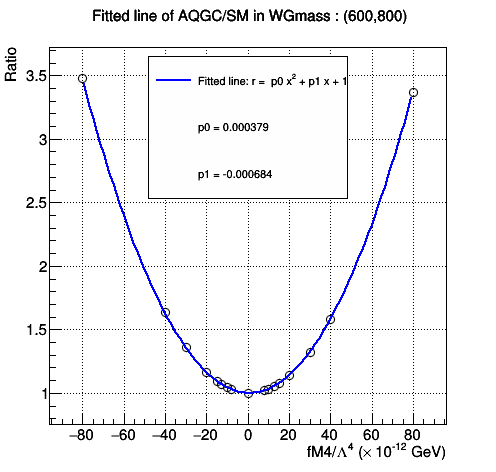 Fitted line of AQGC/SM in WGmass : (600,800)
Ratio
Fitted line: r = p0 x² + p1 x + 1
p0 = 0.000379
p1 = -0.000684
3.5
3
2.5
2
1.5
1
−80 −60 −40 −20 0 20 40 60 80
fM4/Λ⁴ (× 10⁻¹² GeV)